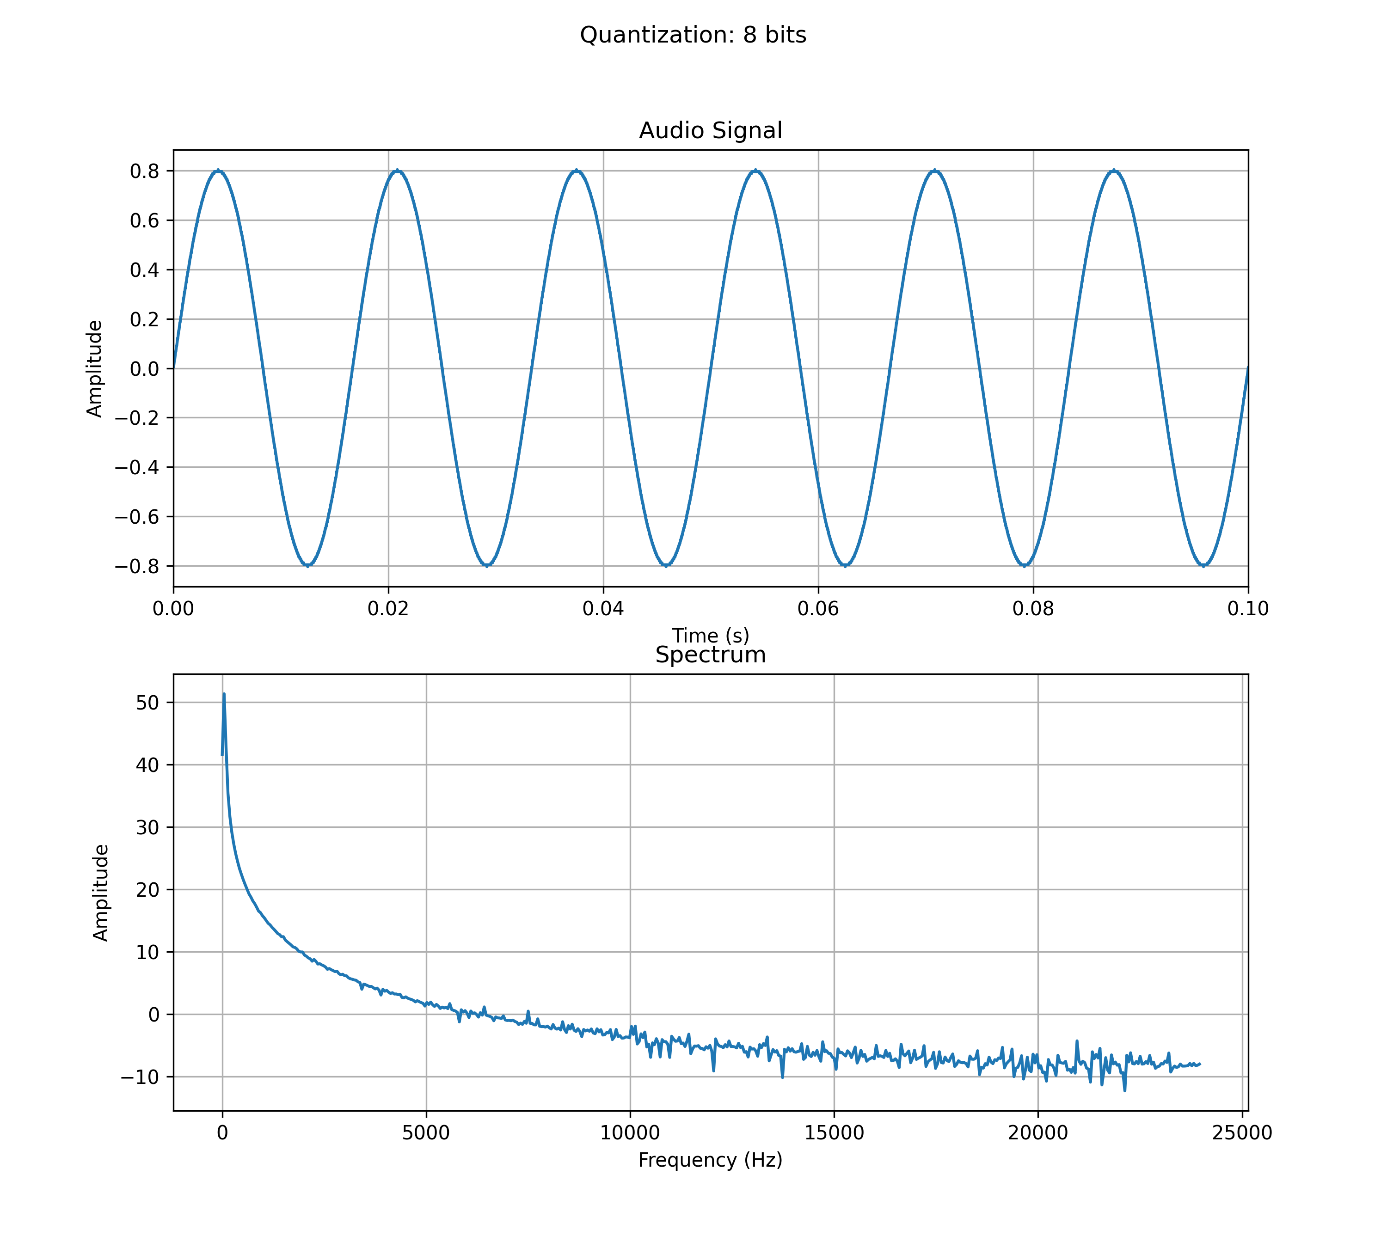 Quantization: 8 bits
Audio Signal
0.8
0.6
0.4
0.2
0.0
−0.2
−0.4
−0.6
−0.8
Amplitude
0.00 0.02 0.04 0.06 0.08 0.10
Time (s)
Spectrum
50
40
30
20
10
0
−10
Amplitude
0 5000 10000 15000 20000 25000
Frequency (Hz)